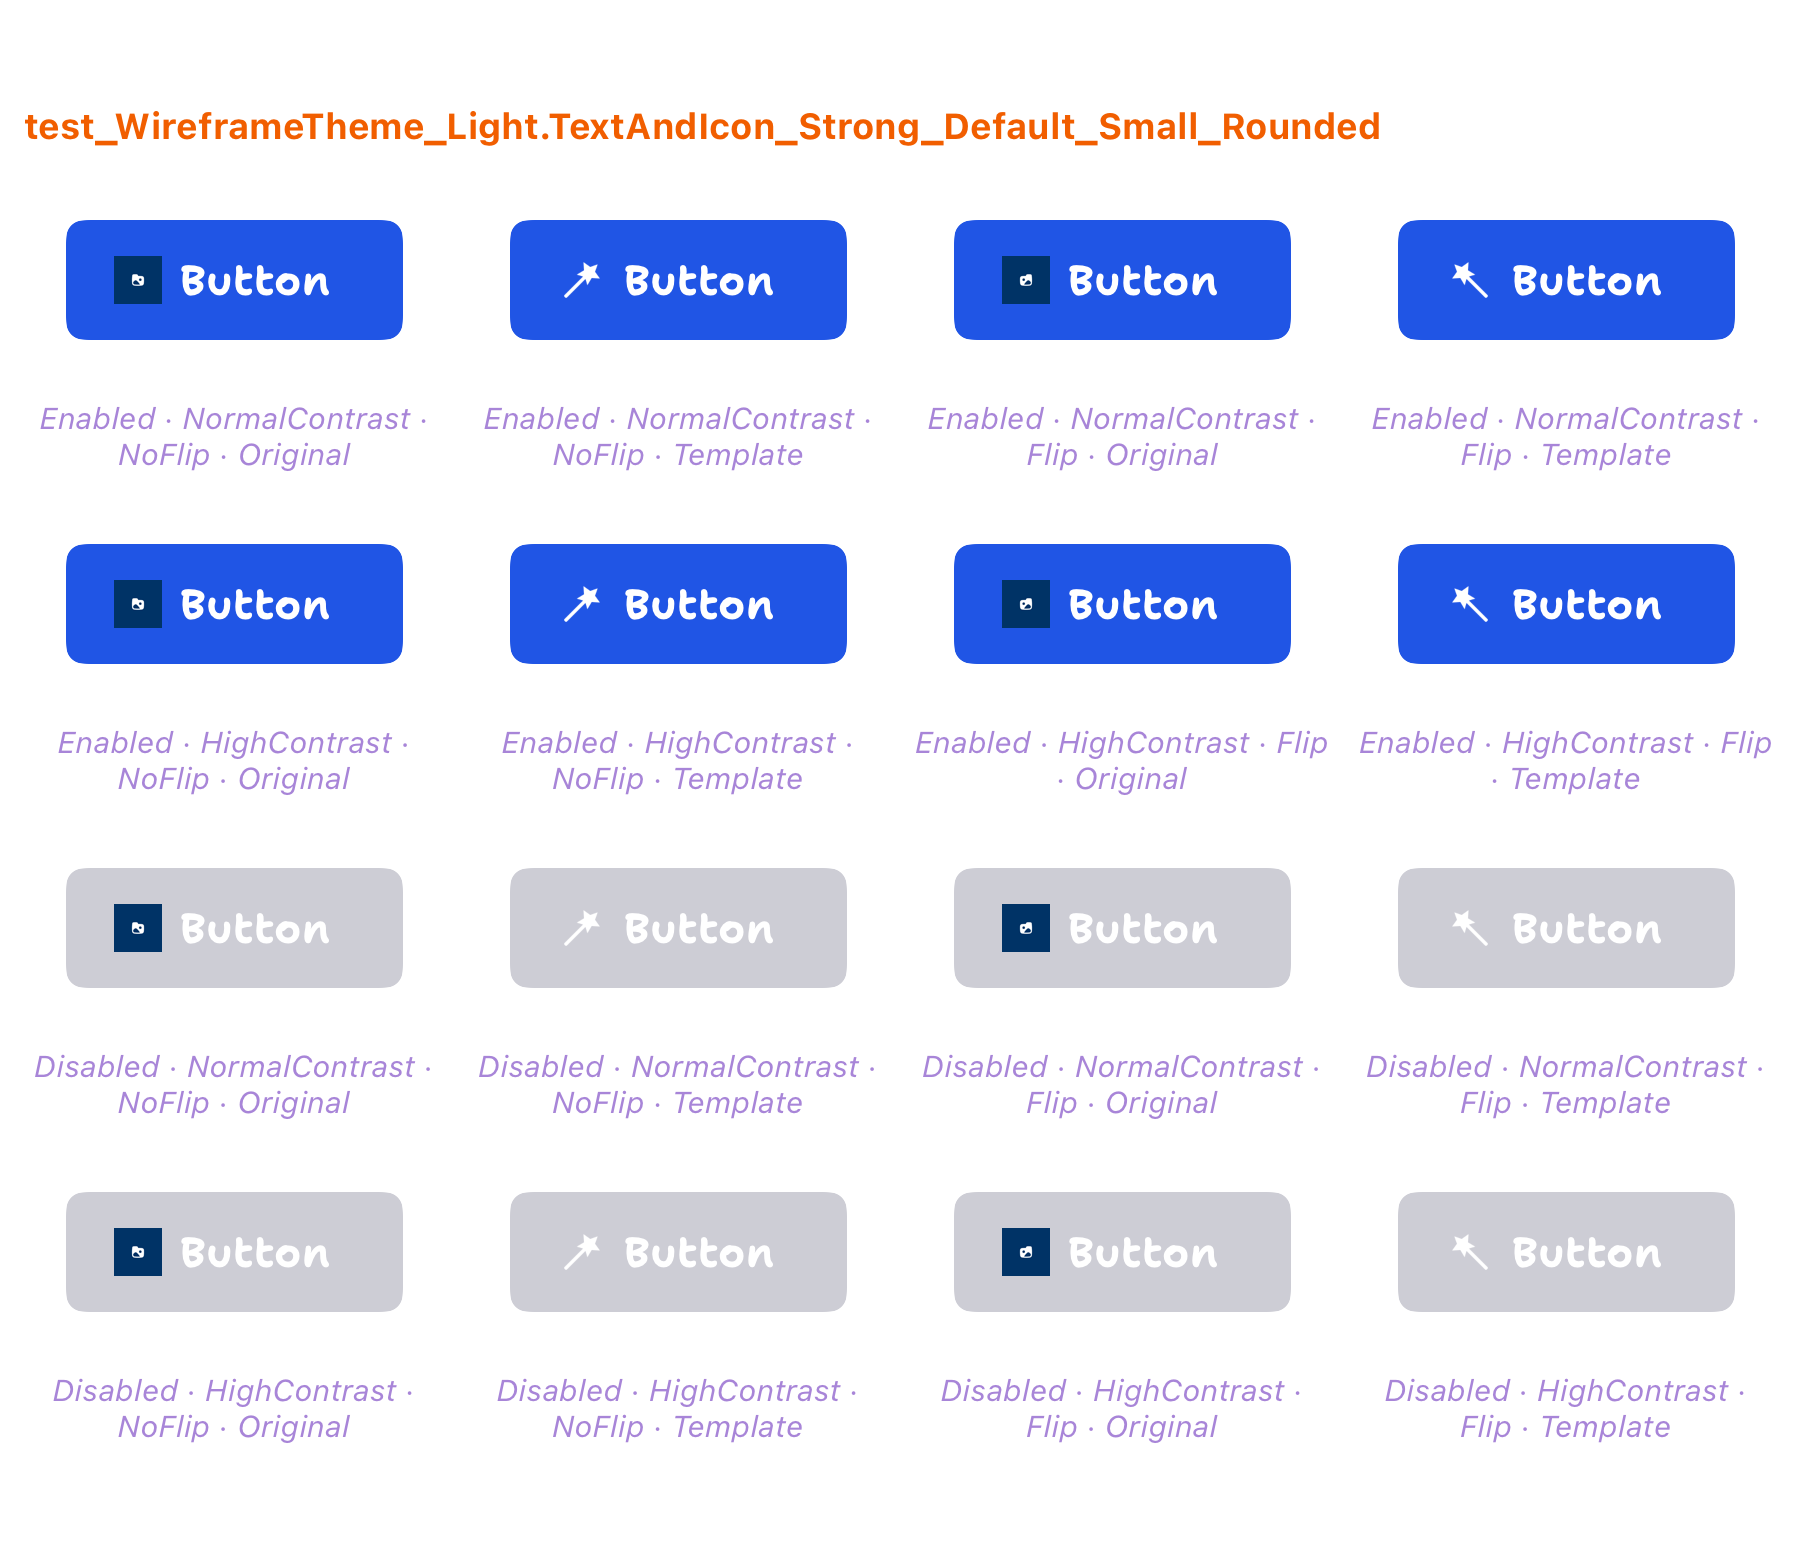 test_WireframeTheme_Light.TextAndIcon_Strong_Default_Small_Rounded
Button Button Button Button
Enabled · NormalContrast · Enabled · NormalContrast · Enabled · NormalContrast · Enabled · NormalContrast ·
NoFlip · Original NoFlip · Template Flip · Original Flip · Template
Button Button Button Button
Enabled · HighContrast · Enabled · HighContrast · Enabled · HighContrast · Flip Enabled · HighContrast · Flip
NoFlip · Original NoFlip · Template · Original · Template
Button Button Button Button
Disabled · NormalContrast · Disabled · NormalContrast · Disabled · NormalContrast · Disabled · NormalContrast ·
NoFlip · Original NoFlip · Template Flip · Original Flip · Template
Button Button Button Button
Disabled · HighContrast · Disabled · HighContrast · Disabled · HighContrast · Disabled · HighContrast ·
NoFlip · Original NoFlip · Template Flip · Original Flip · Template